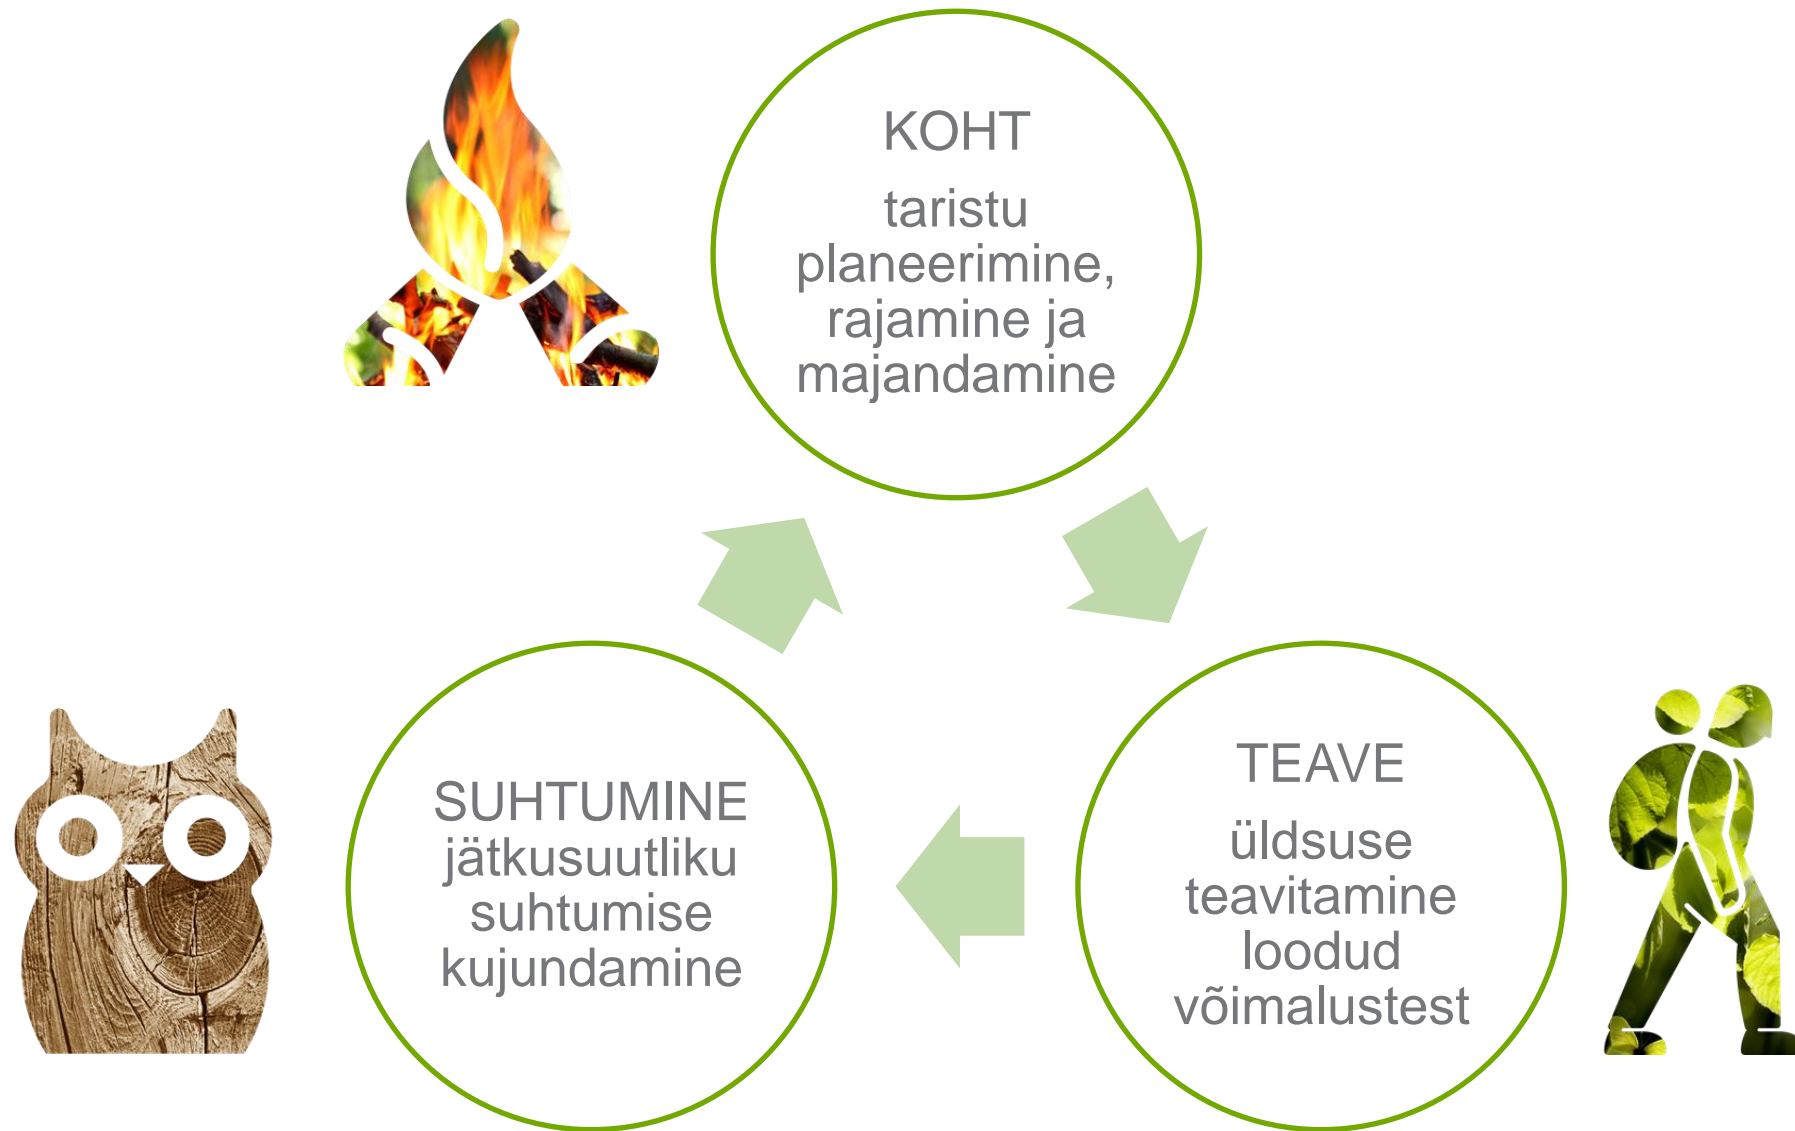 KOHT
taristu
planeerimine,
rajamine ja
majandamine
TEAVE
üldsuse
teavitamine
loodud
võimalustest
SUHTUMINE
jätkusuutliku
suhtumise
kujundamine